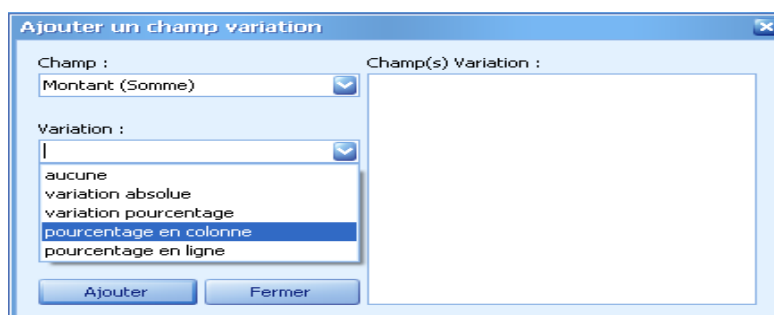 Ajouter un champ variation
Champ :
Montant (Somme)
Variation :
aucune
variation absolue
variation pourcentage
pourcentage en colonne
pourcentage en ligne
Ajouter
Fermer
Champ(s) Variation :